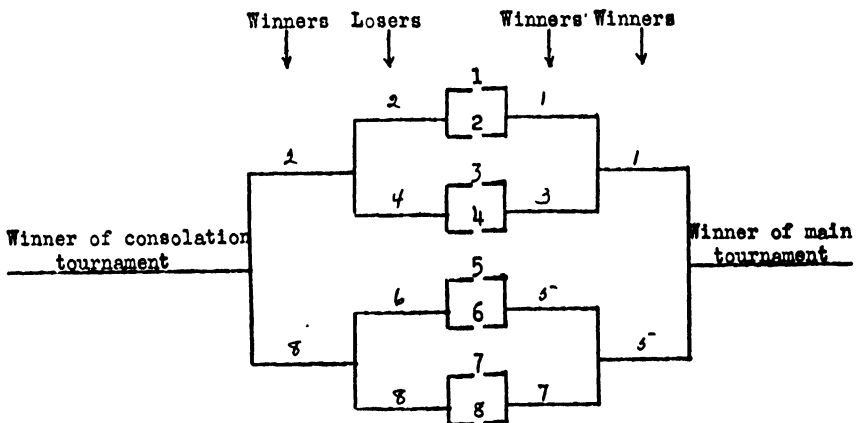 Winners Losers Winners Winners
1
2 2 1
2 1
3
4 4 3
Winner of consolation Winner of main
tournament tournament
5
6 6 5
8 5
7
8 8 7